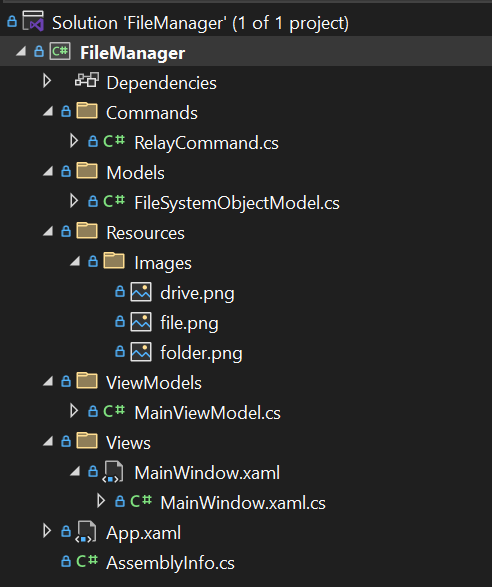 Solution 'FileManager' (1 of 1 project)
C# FileManager
Dependencies
Commands
C# RelayCommand.cs
Models
C# FileSystemObjectModel.cs
Resources
Images
drive.png
file.png
folder.png
ViewModels
C# MainViewModel.cs
Views
MainWindow.xaml
C# MainWindow.xaml.cs
App.xaml
C# AssemblyInfo.cs